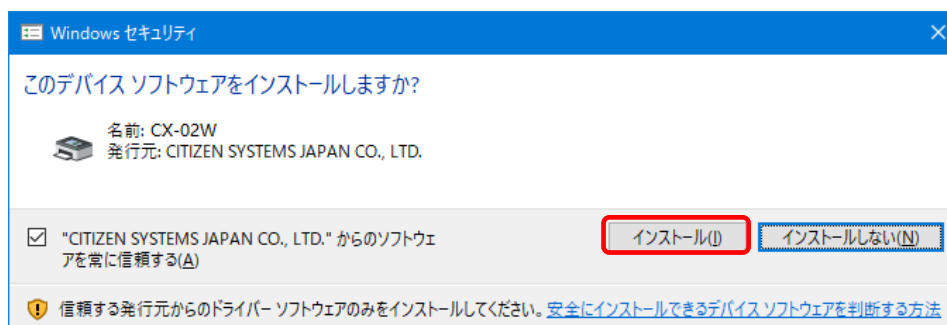 Windows セキュリティ
このデバイス ソフトウェアをインストールしますか?
名前: CX-02W
発行元: CITIZEN SYSTEMS JAPAN CO., LTD.
"CITIZEN SYSTEMS JAPAN CO., LTD." からのソフトウェ
アを常に信頼する(A)
インストール(I)
インストールしない(N)
信頼する発行元からのドライバー ソフトウェアのみをインストールしてください。安全にインストールできるデバイス ソフトウェアを判断する方法